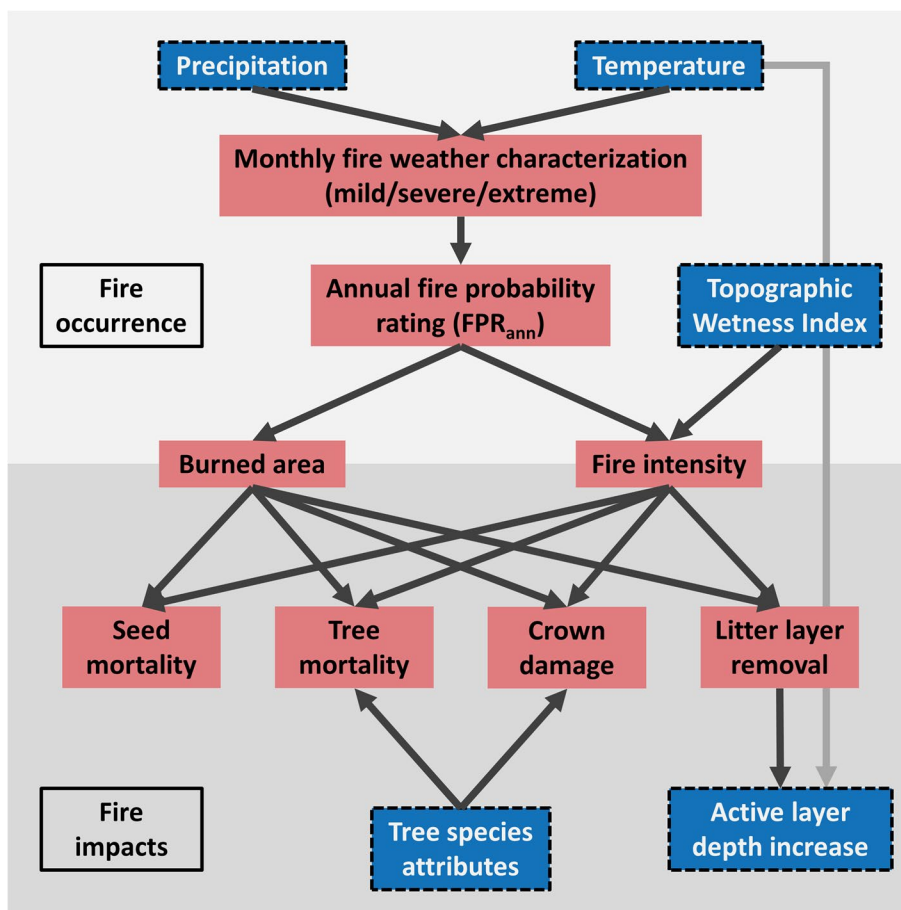 Precipitation
Temperature
Monthly fire weather characterization
(mild/severe/extreme)
Fire
occurrence
Annual fire probability
rating (FPRann)
Topographic
Wetness Index
Burned area
Fire intensity
Seed
mortality
Tree
mortality
Crown
damage
Litter layer
removal
Fire
impacts
Tree species
attributes
Active layer
depth increase